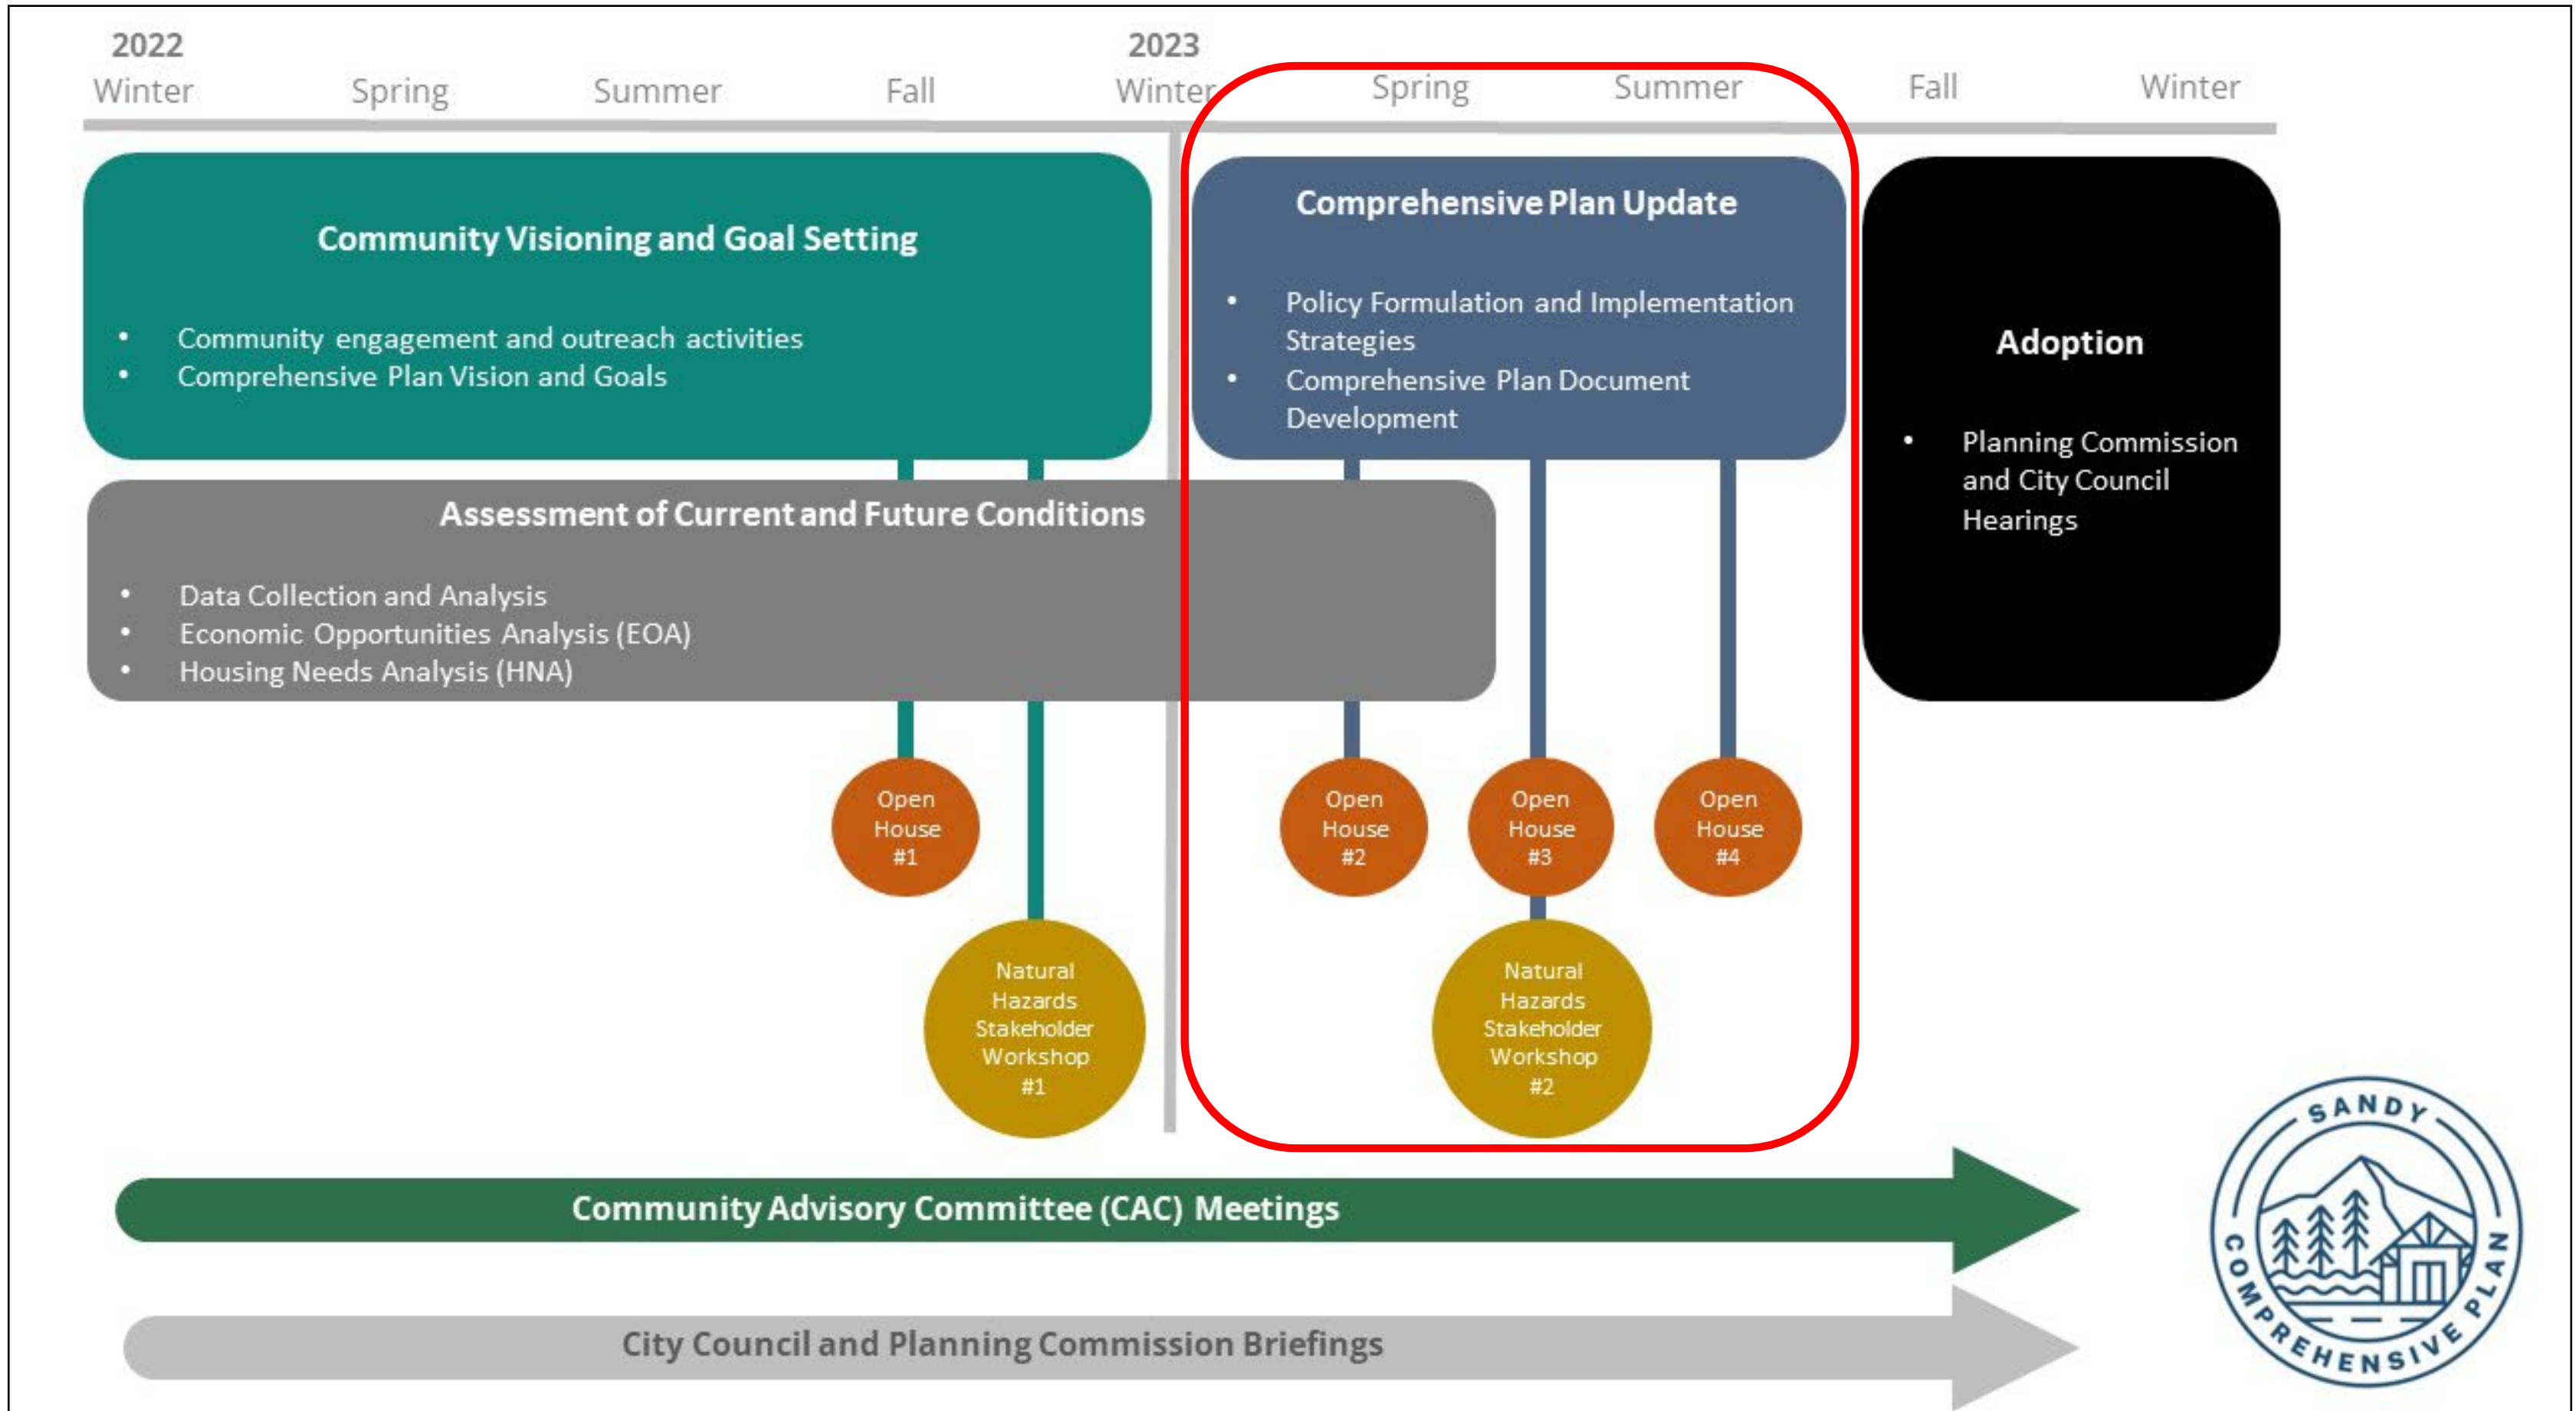 2022
2023
Winter
Spring
Summer
Fall
Winter
Spring
Summer
Fall
Winter
Community Visioning and Goal Setting
• Community engagement and outreach activities
• Comprehensive Plan Vision and Goals
Comprehensive Plan Update
• Policy Formulation and Implementation
Strategies
• Comprehensive Plan Document
Development
Adoption
• Planning Commission
and City Council
Hearings
Assessment of Current and Future Conditions
• Data Collection and Analysis
• Economic Opportunities Analysis (EOA)
• Housing Needs Analysis (HNA)
Open
House
#1
Open
House
#2
Open
House
#3
Open
House
#4
Natural
Hazards
Stakeholder
Workshop
#1
Natural
Hazards
Stakeholder
Workshop
#2
Community Advisory Committee (CAC) Meetings
City Council and Planning Commission Briefings
SANDY
COMPREHENSIVE PLAN